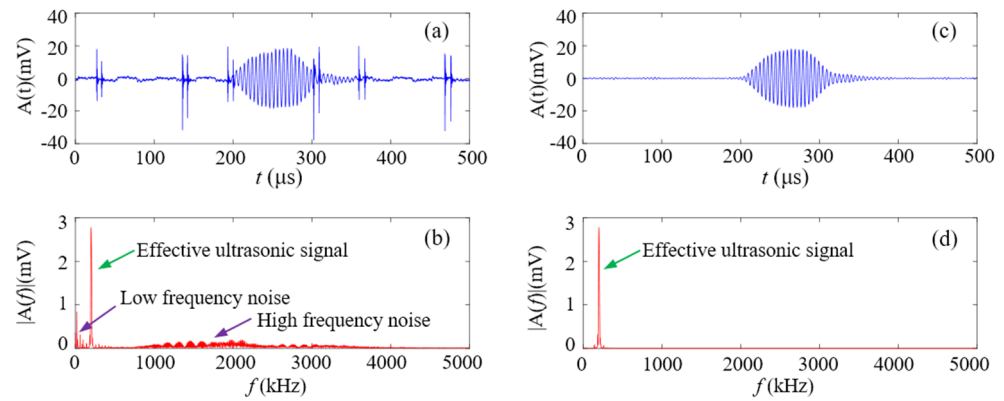 (a)
A(t)(mV)
40
20
0
-20
-40
0 100 200 300 400 500
t (μs)
(c)
A(t)(mV)
40
20
0
-20
-40
0 100 200 300 400 500
t (μs)
(b)
|A(f)|(mV)
3
2
1
0
Effective ultrasonic signal
Low frequency noise
High frequency noise
0 1000 2000 3000 4000 5000
f (kHz)
(d)
|A(f)|(mV)
3
2
1
0
Effective ultrasonic signal
0 1000 2000 3000 4000 5000
f (kHz)